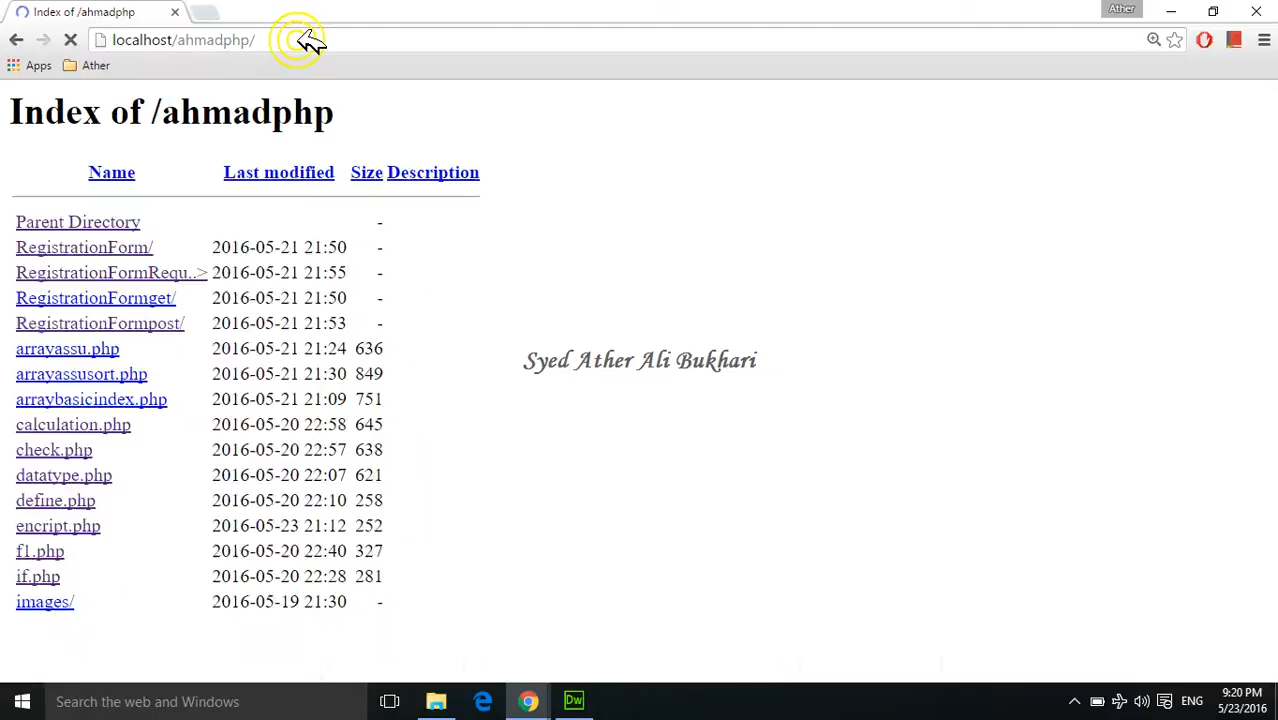 Index of /ahmadphp
Ather
localhost/ahmadphp/
Apps Ather
Index of /ahmadphp
Name Last modified Size Description
Parent Directory -
RegistrationForm/ 2016-05-21 21:50 -
RegistrationFormRequ..> 2016-05-21 21:55 -
RegistrationFormget/ 2016-05-21 21:50 -
RegistrationFormpost/ 2016-05-21 21:53 -
arrayassu.php 2016-05-21 21:24 636
arrayassusort.php 2016-05-21 21:30 849
arraybasicindex.php 2016-05-21 21:09 751
calculation.php 2016-05-20 22:58 645
check.php 2016-05-20 22:57 638
datatype.php 2016-05-20 22:07 621
define.php 2016-05-20 22:10 258
encript.php 2016-05-23 21:12 252
f1.php 2016-05-20 22:40 327
if.php 2016-05-20 22:28 281
images/ 2016-05-19 21:30 -
Syed Ather Ali Bukhari
Search the web and Windows
Dw
ENG
9:20 PM
5/23/2016